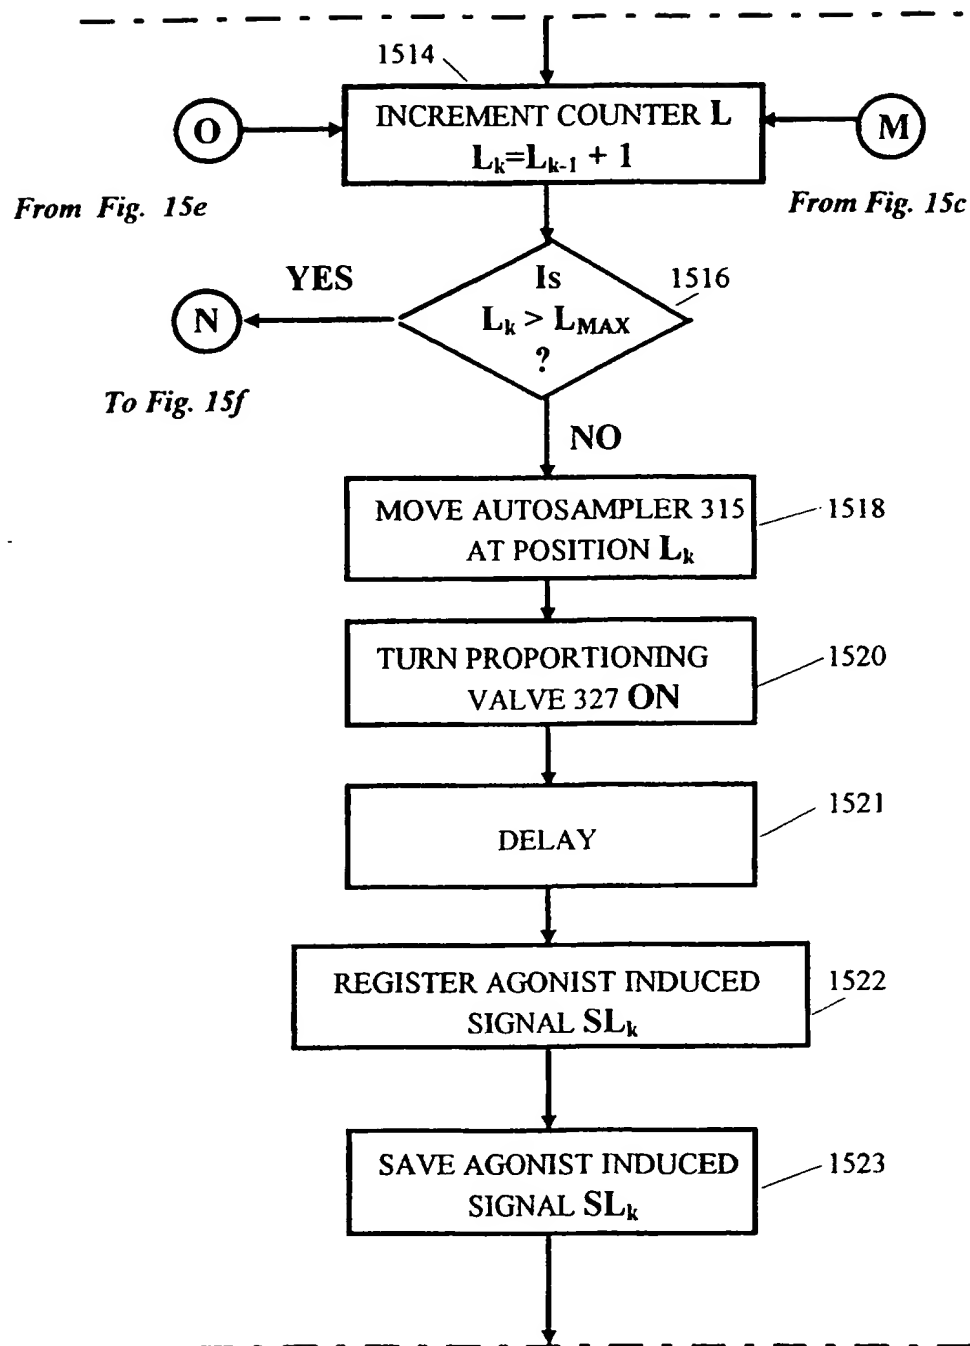 1514
INCREMENT COUNTER L
Lk=Lk-1 + 1
O
M
From Fig. 15e
From Fig. 15c
YES
Is
1516
N
Lk > LMAX
?
To Fig. 15f
NO
MOVE AUTOSAMPLER 315
1518
AT POSITION Lk
TURN PROPORTIONING
1520
VALVE 327 ON
1521
DELAY
REGISTER AGONIST INDUCED
1522
SIGNAL SLk
SAVE AGONIST INDUCED
1523
SIGNAL SLk